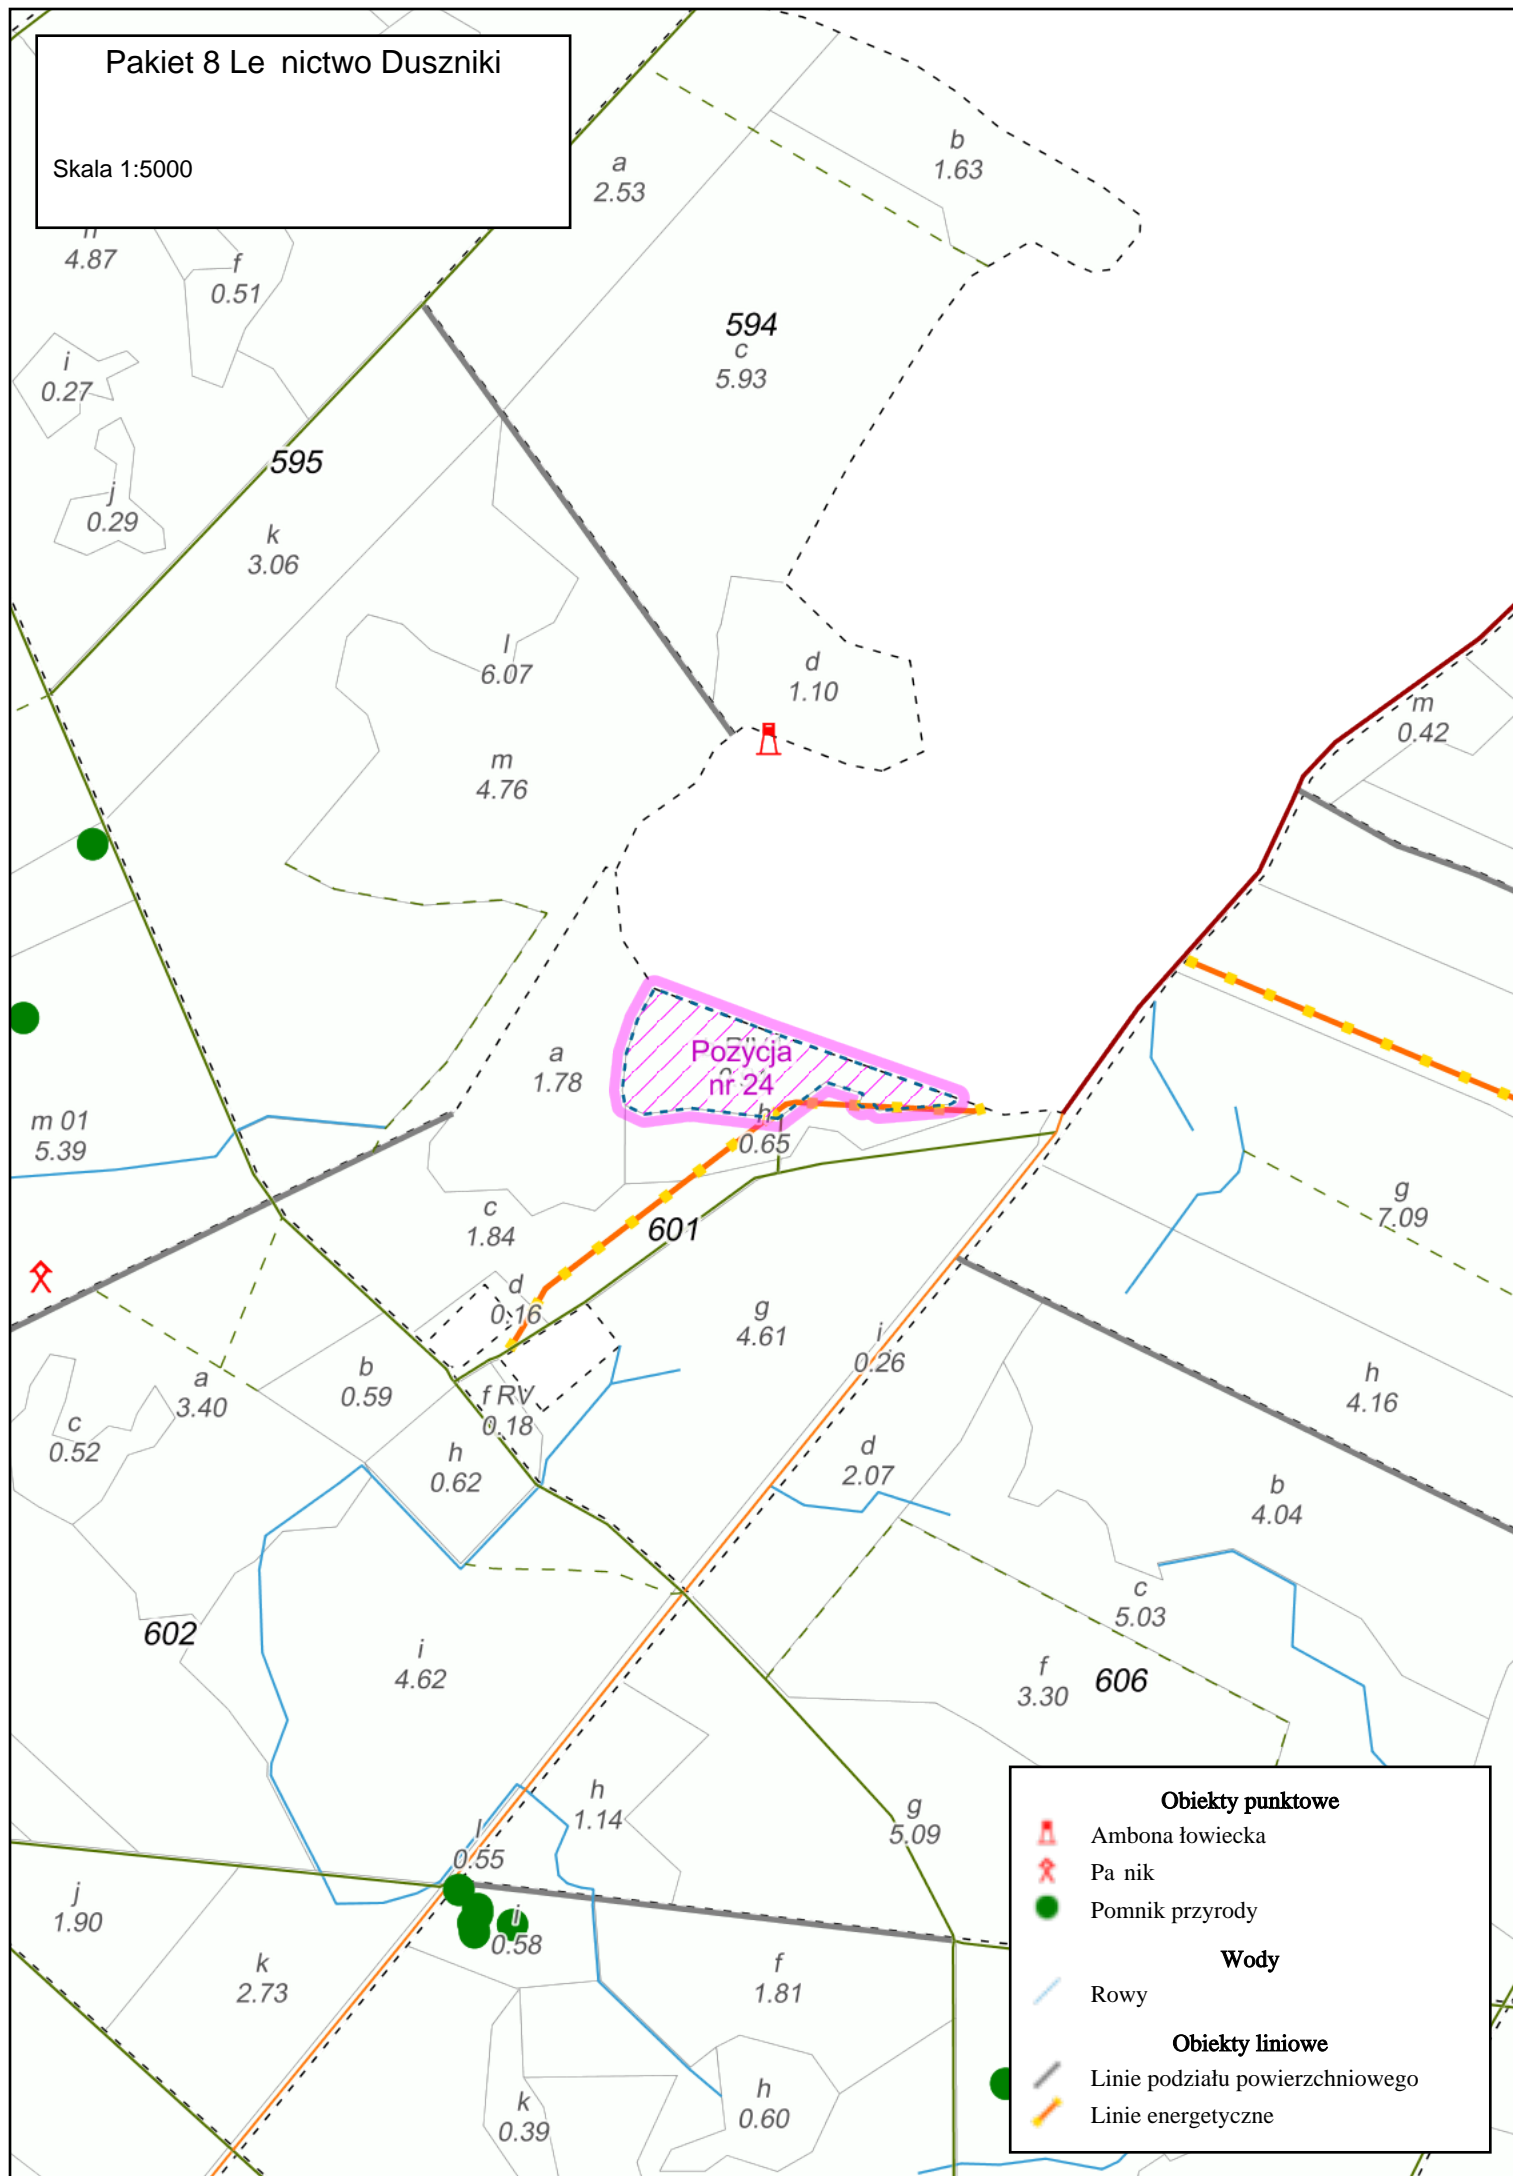 Pakiet 8 Le nictwo Duszniki
Skala 1:5000
a
2.53
b
1.63
4.87
f
0.51
594
c
5.93
i
0.27
595
j
0.29
k
3.06
l
6.07
d
1.10
m
0.42
m
4.76
Pozycja
nr 24
a
1.78
h
0.65
m 01
5.39
g
7.09
c
1.84
601
d
0.16
g
4.61
i
0.26
h
4.16
a
3.40
b
0.59
f RV
0.18
c
0.52
h
0.62
d
2.07
b
4.04
c
5.03
602
i
4.62
f
3.30
606
h
1.14
g
5.09
l
0.55
j
1.90
i
0.58
k
2.73
f
1.81
k
0.39
h
0.60
Obiekty punktowe
Ambona łowiecka
Pa nik
Pomnik przyrody
Wody
Rowy
Obiekty liniowe
Linie podziału powierzchniowego
Linie energetyczne